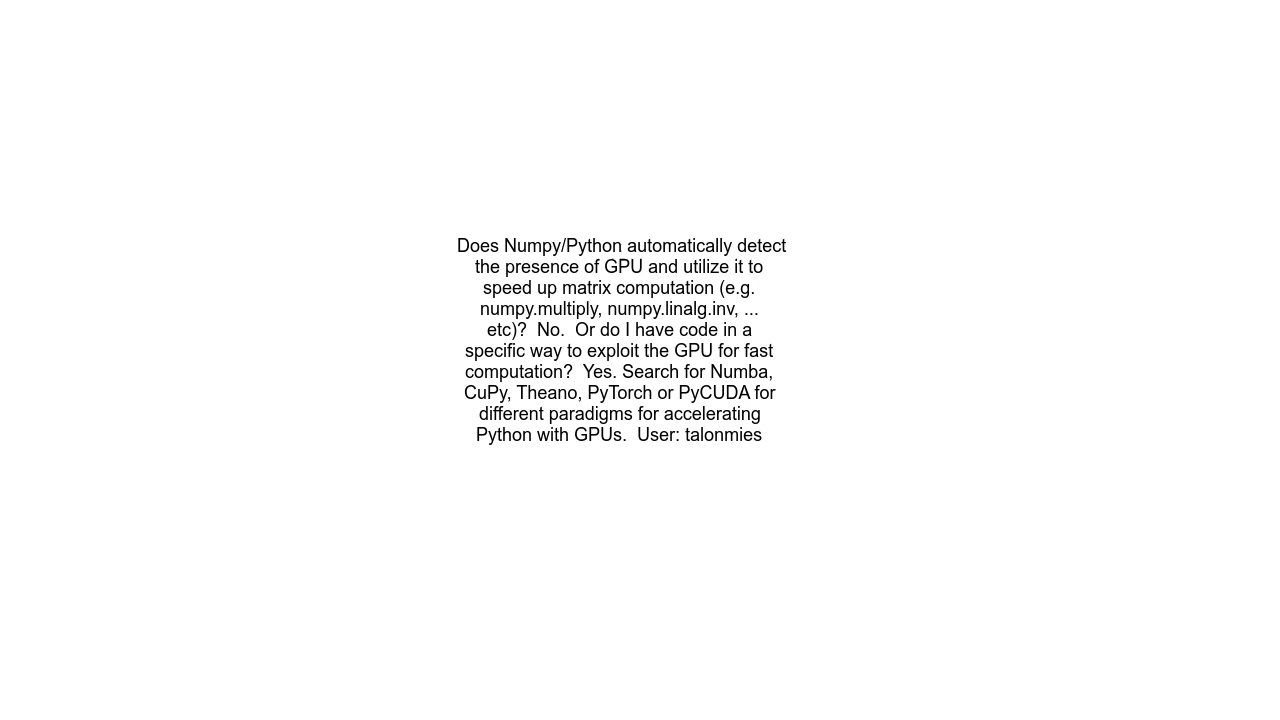 Does Numpy/Python automatically detect
the presence of GPU and utilize it to
speed up matrix computation (e.g.
numpy.multiply, numpy.linalg.inv, ...
etc)?  No.  Or do I have code in a
specific way to exploit the GPU for fast
computation?  Yes. Search for Numba,
CuPy, Theano, PyTorch or PyCUDA for
different paradigms for accelerating
Python with GPUs.  User: talonmies